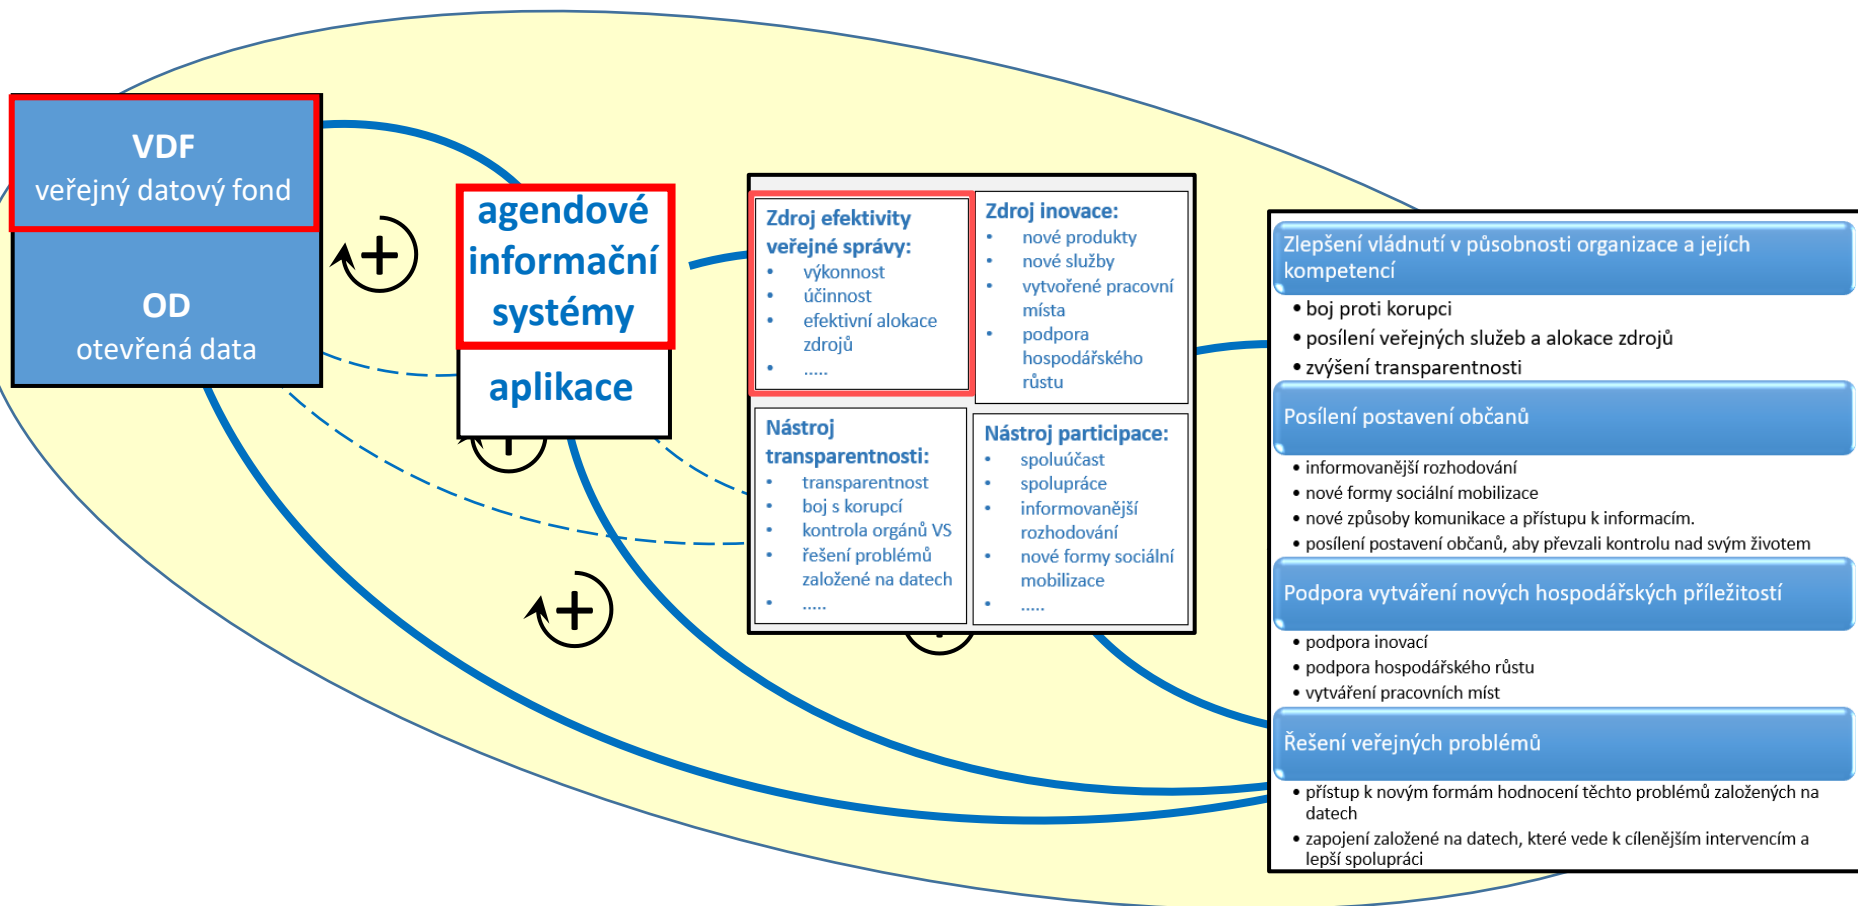 VDF
veřejný datový fond
OD
otevřená data
agendové
informační
systémy
aplikace
Zdroj efektivity
veřejné správy:
• výkonnost
• účinnost
• efektivní alokace
zdrojů
• .....
Zdroj inovace:
• nové produkty
• nové služby
• vytvořené pracovní
místa
• podpora
hospodářského
růstu
Nástroj
transparentnosti:
• transparentnost
• boj s korupcí
• kontrola orgánů VS
• řešení problémů
založené na datech
• .....
Nástroj participace:
• spoluúčast
• spolupráce
• informovanější
rozhodování
• nové formy sociální
mobilizace
• .....
Zlepšení vládnutí v působnosti organizace a jejích
kompetencí
• boj proti korupci
• posílení veřejných služeb a alokace zdrojů
• zvýšení transparentnosti
Posílení postavení občanů
• informovanější rozhodování
• nové formy sociální mobilizace
• nové způsoby komunikace a přístupu k informacím.
• posílení postavení občanů, aby převzali kontrolu nad svým životem
Podpora vytváření nových hospodářských příležitostí
• podpora inovací
• podpora hospodářského růstu
• vytváření pracovních míst
Řešení veřejných problémů
• přístup k novým formám hodnocení těchto problémů založených na
datech
• zapojení založené na datech, které vede k cílenějším intervencím a
lepší spolupráci